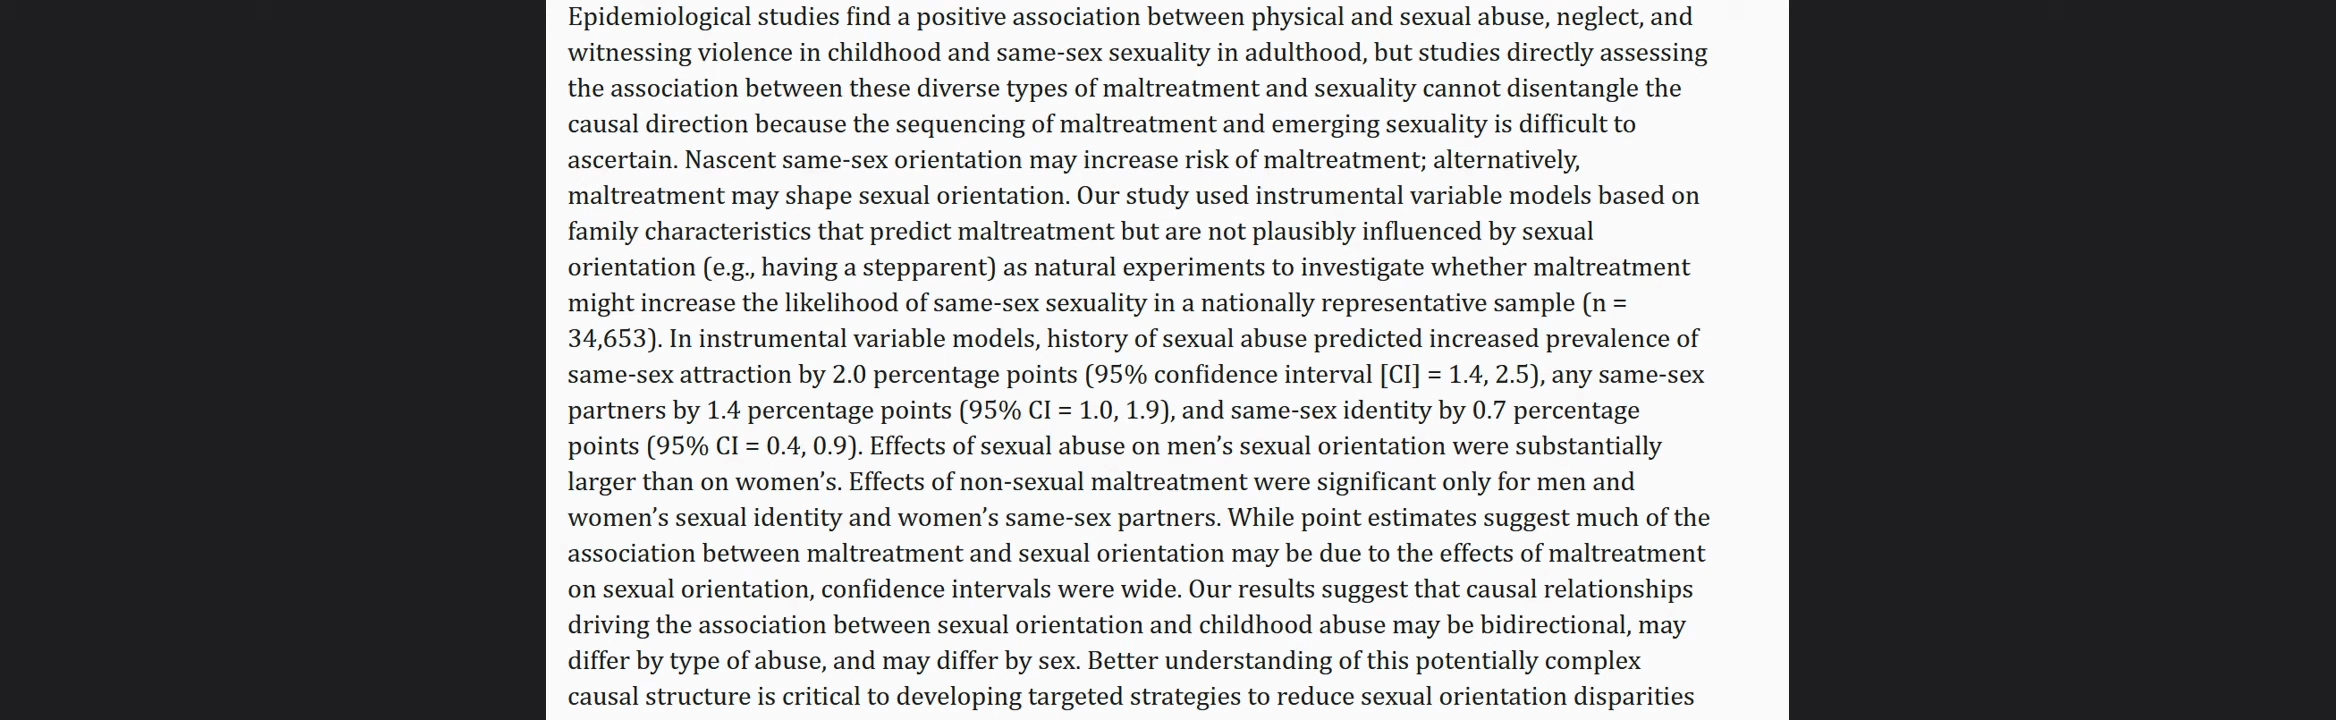 Epidemiological studies find a positive association between physical and sexual abuse, neglect, and
witnessing violence in childhood and same-sex sexuality in adulthood, but studies directly assessing
the association between these diverse types of maltreatment and sexuality cannot disentangle the
causal direction because the sequencing of maltreatment and emerging sexuality is difficult to
ascertain. Nascent same-sex orientation may increase risk of maltreatment; alternatively,
maltreatment may shape sexual orientation. Our study used instrumental variable models based on
family characteristics that predict maltreatment but are not plausibly influenced by sexual
orientation (e.g., having a stepparent) as natural experiments to investigate whether maltreatment
might increase the likelihood of same-sex sexuality in a nationally representative sample (n =
34,653). In instrumental variable models, history of sexual abuse predicted increased prevalence of
same-sex attraction by 2.0 percentage points (95% confidence interval [CI] = 1.4, 2.5), any same-sex
partners by 1.4 percentage points (95% CI = 1.0, 1.9), and same-sex identity by 0.7 percentage
points (95% CI = 0.4, 0.9). Effects of sexual abuse on men’s sexual orientation were substantially
larger than on women’s. Effects of non-sexual maltreatment were significant only for men and
women’s sexual identity and women’s same-sex partners. While point estimates suggest much of the
association between maltreatment and sexual orientation may be due to the effects of maltreatment
on sexual orientation, confidence intervals were wide. Our results suggest that causal relationships
driving the association between sexual orientation and childhood abuse may be bidirectional, may
differ by type of abuse, and may differ by sex. Better understanding of this potentially complex
causal structure is critical to developing targeted strategies to reduce sexual orientation disparities